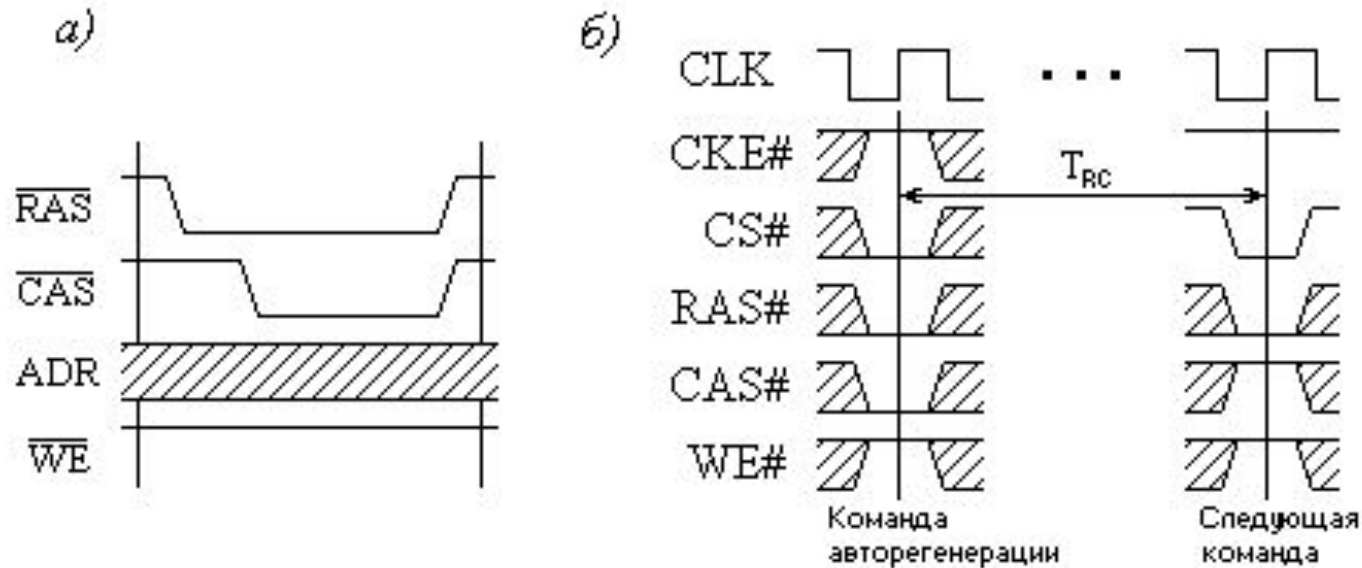 а)
RAS
CAS
ADR
WE
б)
CLK
. . .
CKE#
T_RC
CS#
RAS#
CAS#
WE#
Команда
авторегенерации
Следующая
команда